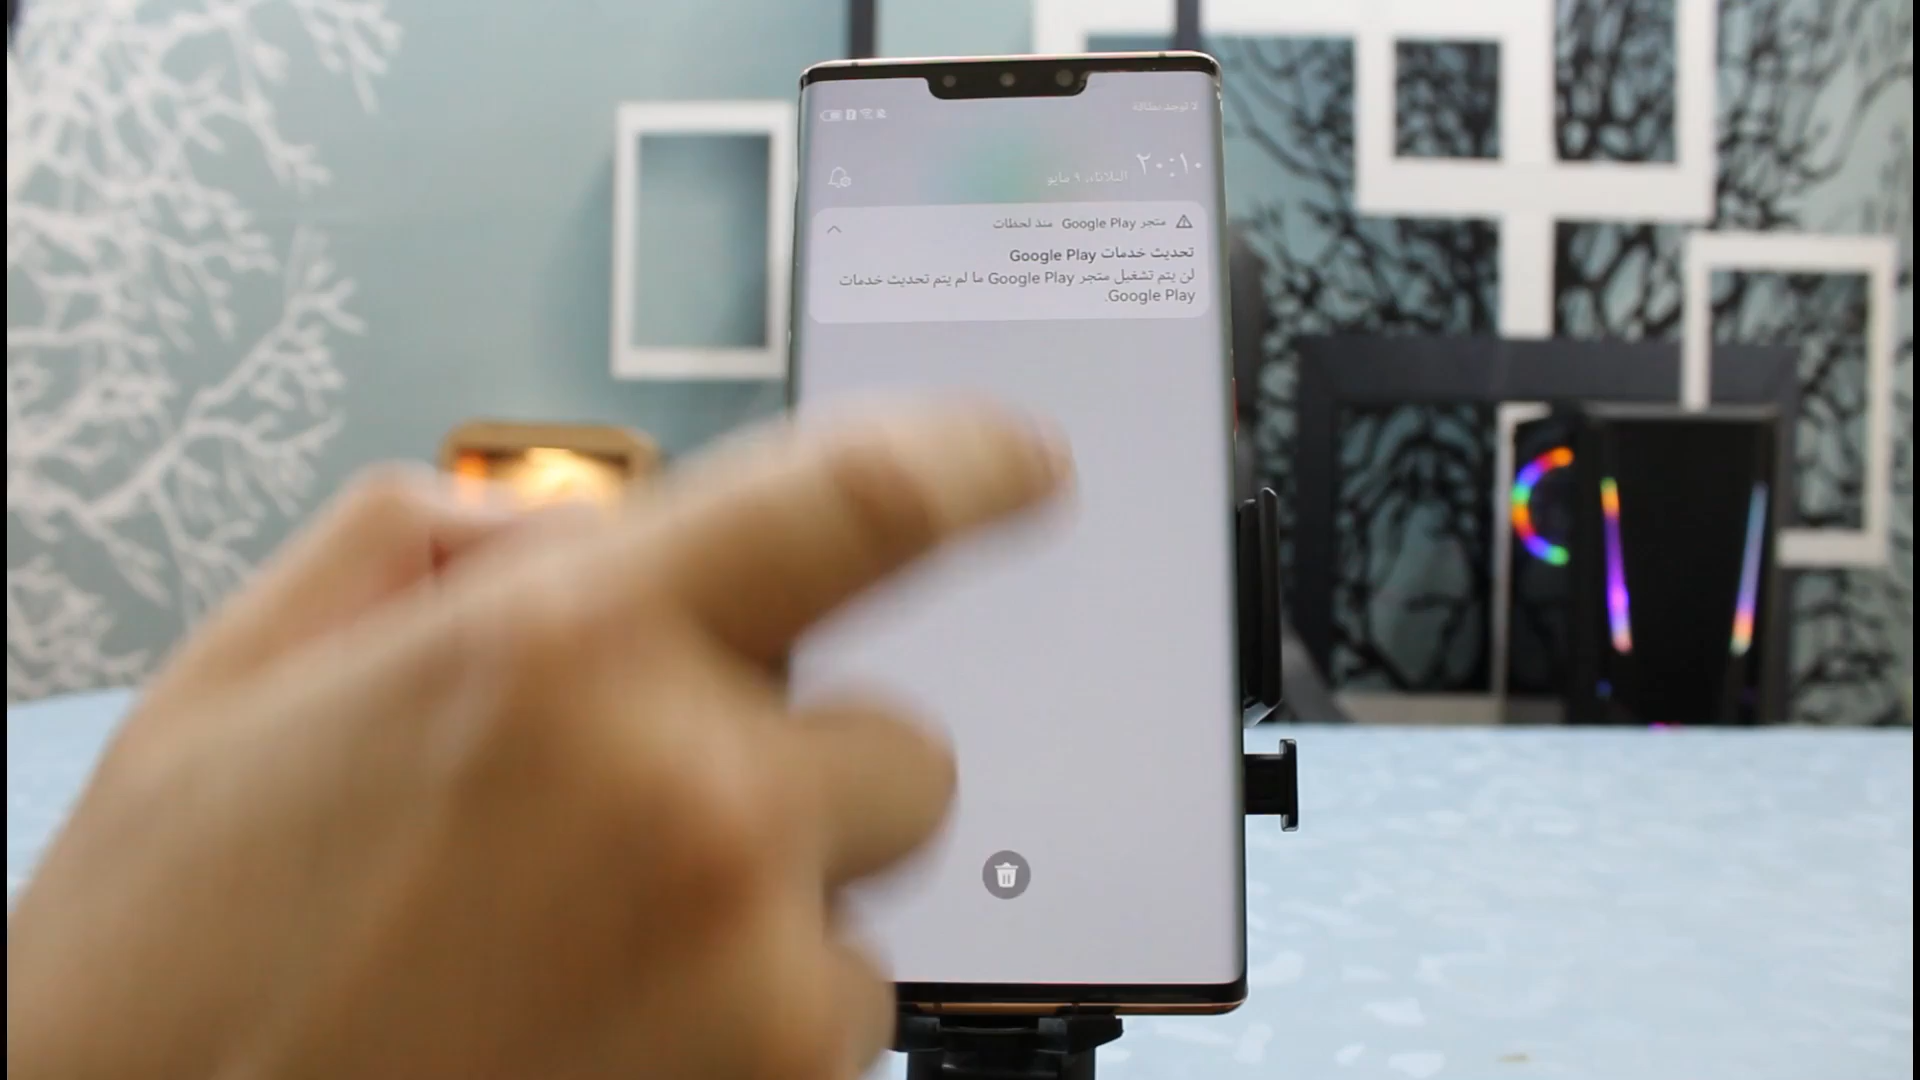 لا توجد بطاقة
٢٠:١٠
الثلاثاء، ٩ مايو
متجر Google Play منذ لحظات
تحديث خدمات Google Play
لن يتم تشغيل متجر Google Play ما لم يتم تحديث خدمات
Google Play.